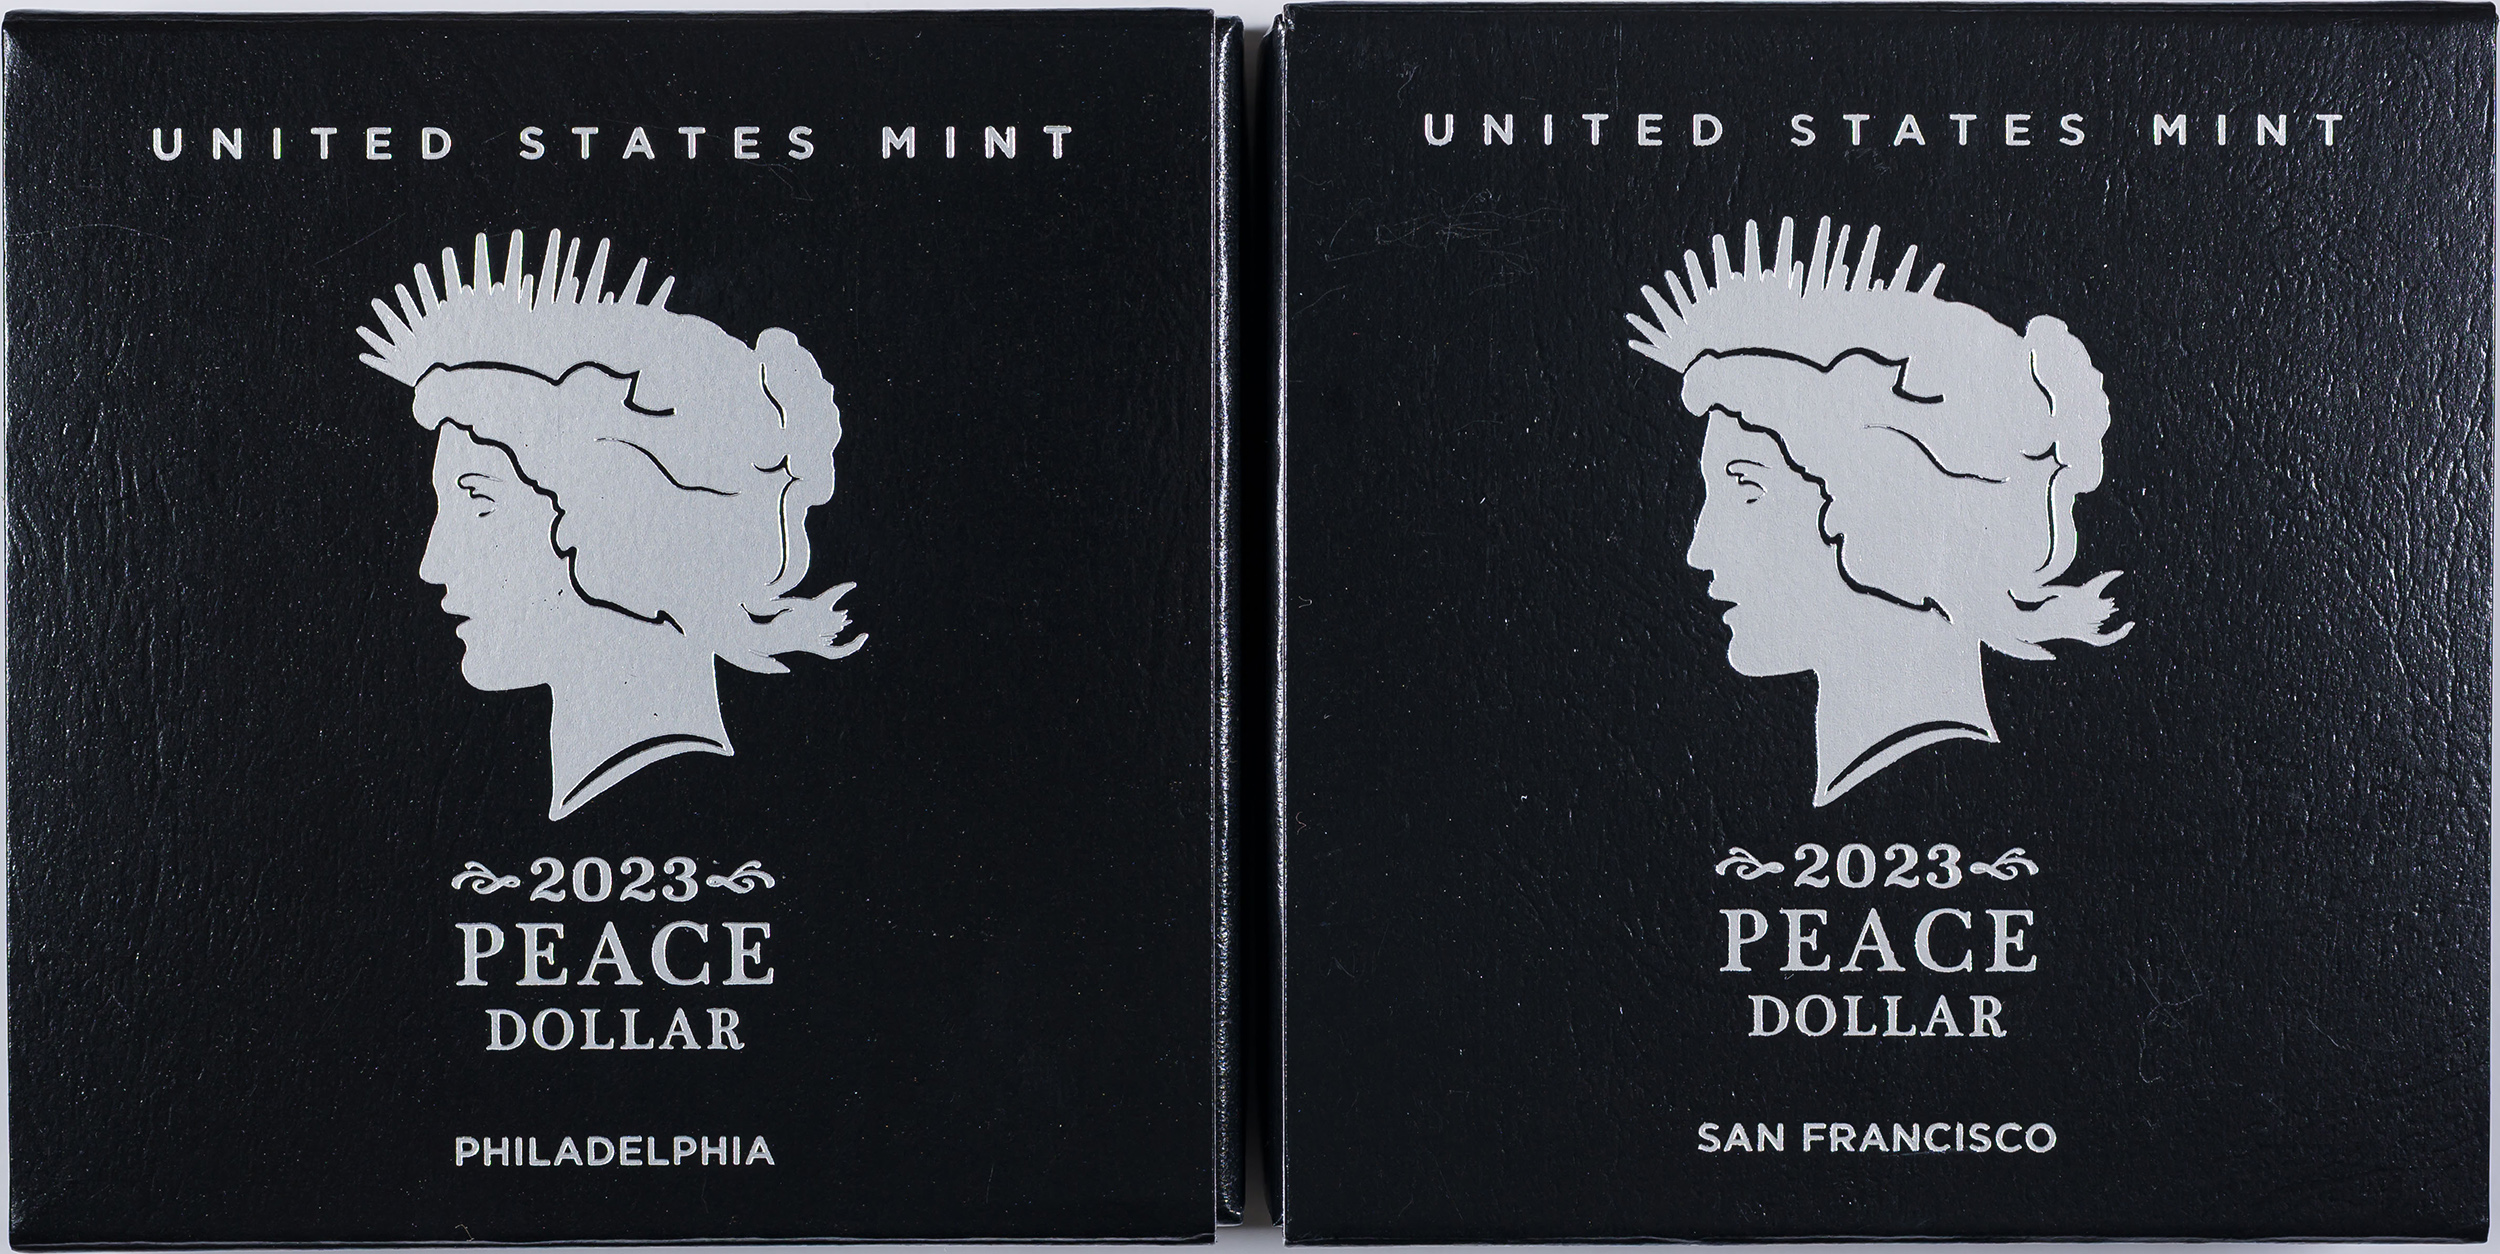 UNITED STATES MINT
2023
PEACE
DOLLAR
PHILADELPHIA
UNITED STATES MINT
2023
PEACE
DOLLAR
SAN FRANCISCO